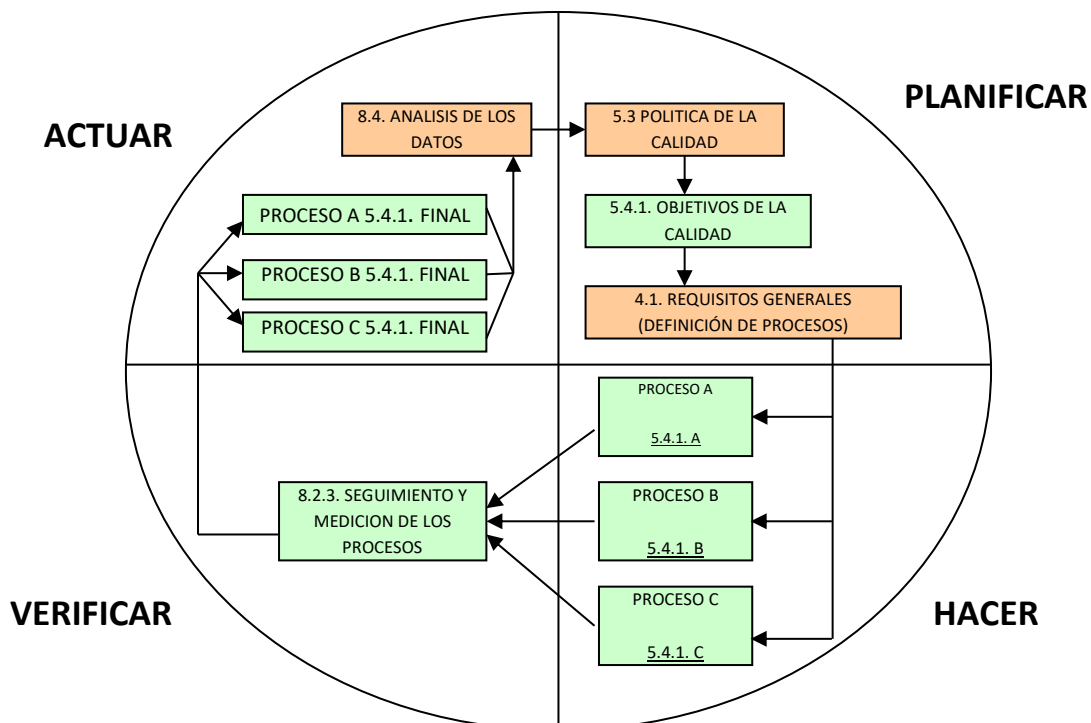 PLANIFICAR
ACTUAR
8.4. ANALISIS DE LOS
DATOS
5.3 POLITICA DE LA
CALIDAD
PROCESO A 5.4.1. FINAL
PROCESO B 5.4.1. FINAL
PROCESO C 5.4.1. FINAL
5.4.1. OBJETIVOS DE LA
CALIDAD
4.1. REQUISITOS GENERALES
(DEFINICIÓN DE PROCESOS)
PROCESO A
5.4.1. A
PROCESO B
5.4.1. B
PROCESO C
5.4.1. C
8.2.3. SEGUIMIENTO Y
MEDICION DE LOS
PROCESOS
VERIFICAR
HACER